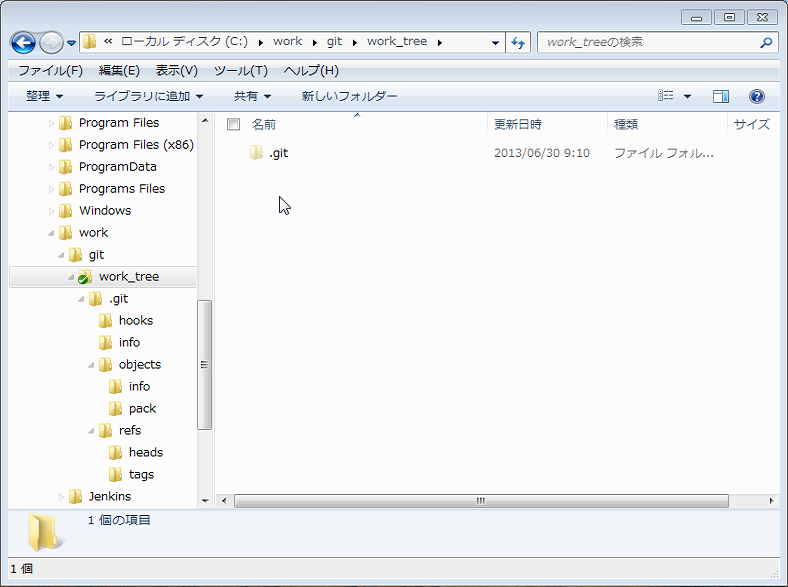 « ローカル ディスク (C:) ▸ work ▸ git ▸ work_tree ▸
work_treeの検索
ファイル(F) 編集(E) 表示(V) ツール(T) ヘルプ(H)
整理 ライブラリに追加 共有 新しいフォルダー
Program Files
Program Files (x86)
ProgramData
Programs Files
Windows
work
git
work_tree
.git
hooks
info
objects
info
pack
refs
heads
tags
Jenkins
名前 更新日時 種類 サイズ
.git 2013/06/30 9:10 ファイル フォル...
1 個の項目
1 個